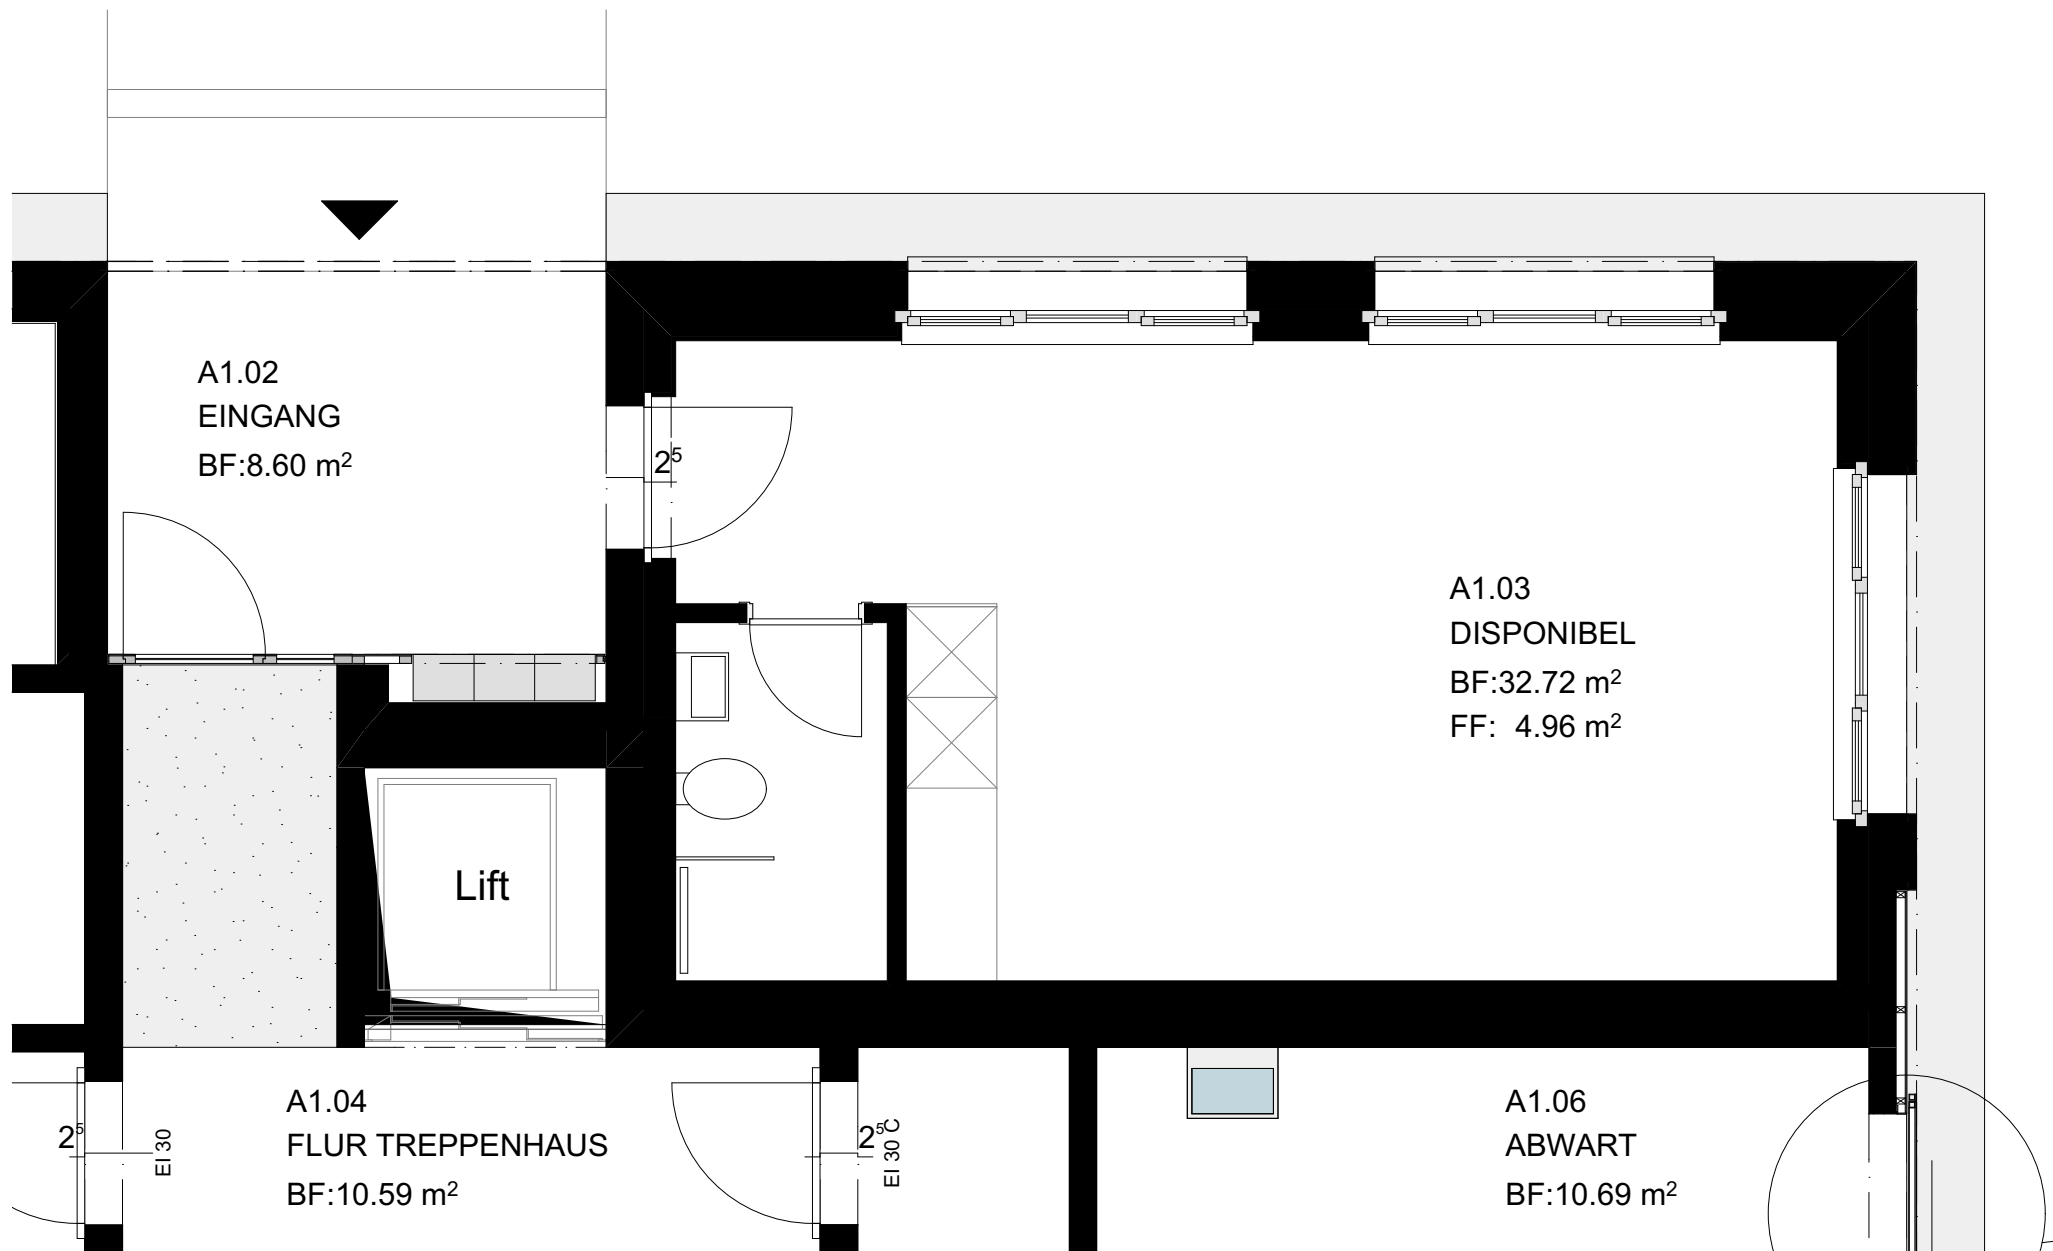 A1.02
EINGANG
BF:8.60 m²
2⁵
A1.03
DISPONIBEL
BF:32.72 m²
FF: 4.96 m²
Lift
A1.04
FLUR TREPPENHAUS
BF:10.59 m²
2⁵
EI 30
2⁵
EI 30 C
A1.06
ABWART
BF:10.69 m²